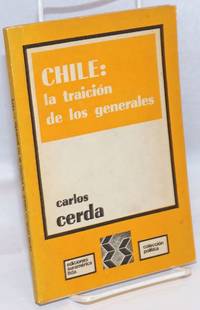 CHILE:
la traición
de los generales
carlos
cerda
ediciones
suramérica
ltda.
colección
política